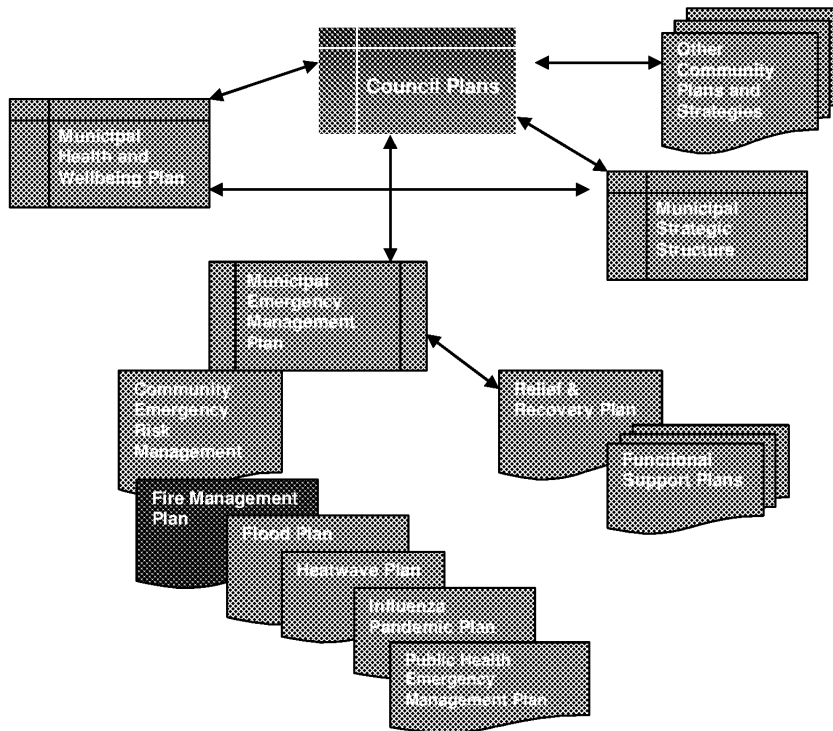 Council Plans
Other
Community
Plans and
Strategies
Municipal
Health and
Wellbeing Plan
Municipal
Strategic
Structure
Municipal
Emergency
Management
Plan
Community
Emergency
Risk
Management
Relief &
Recovery Plan
Functional
Support Plans
Fire Management
Plan
Flood Plan
Heatwave Plan
Influenza
Pandemic Plan
Public Health
Emergency
Management Plan